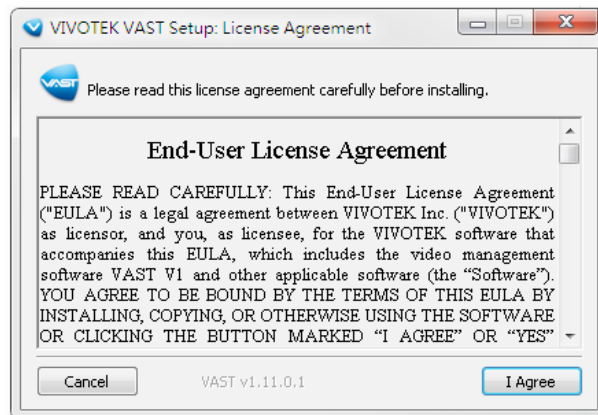 VIVOTEK VAST Setup: License Agreement
VAST
Please read this license agreement carefully before installing.
End-User License Agreement
PLEASE READ CAREFULLY: This End-User License Agreement
("EULA") is a legal agreement between VIVOTEK Inc. ("VIVOTEK")
as licensor, and you, as licensee, for the VIVOTEK software that
accompanies this EULA, which includes the video management
software VAST V1 and other applicable software (the “Software”).
YOU AGREE TO BE BOUND BY THE TERMS OF THIS EULA BY
INSTALLING, COPYING, OR OTHERWISE USING THE SOFTWARE
OR CLICKING THE BUTTON MARKED “I AGREE” OR “YES”
Cancel
VAST v1.11.0.1
I Agree